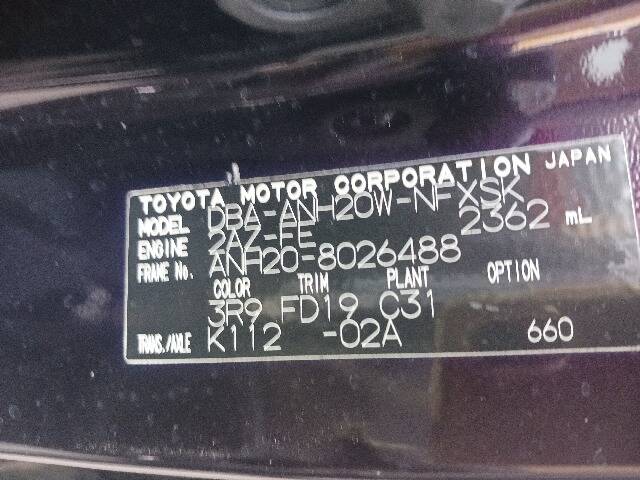 TOYOTA MOTOR CORPORATION JAPAN
MODEL DBA-ANH20W-NFXSK
ENGINE 2AZ-FE 2362 mL
FRAME No. ANH20-8026488
COLOR TRIM PLANT OPTION
3R9 FD19 C31
TRANS./AXLE K112 -02A 660